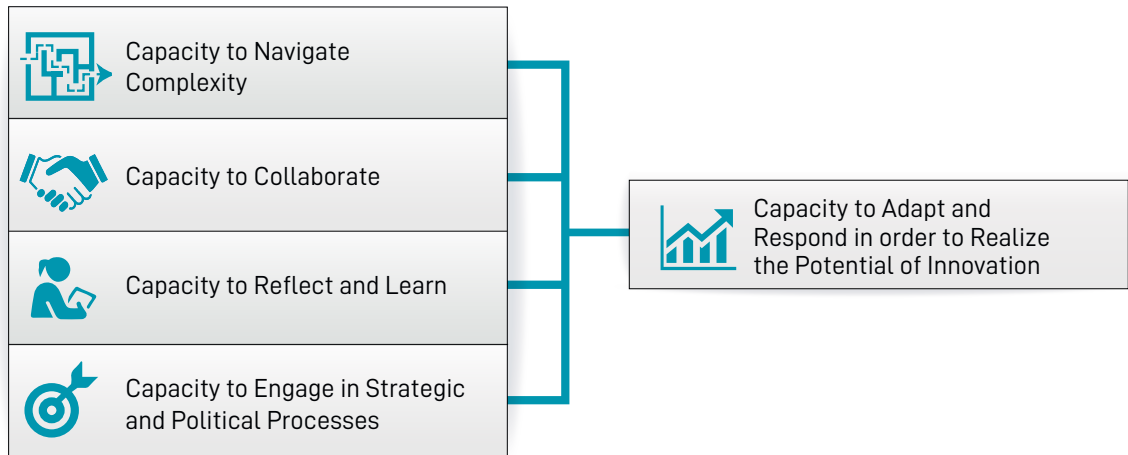 Capacity to Navigate
Complexity
Capacity to Collaborate
Capacity to Reflect and Learn
Capacity to Engage in Strategic
and Political Processes
Capacity to Adapt and
Respond in order to Realize
the Potential of Innovation